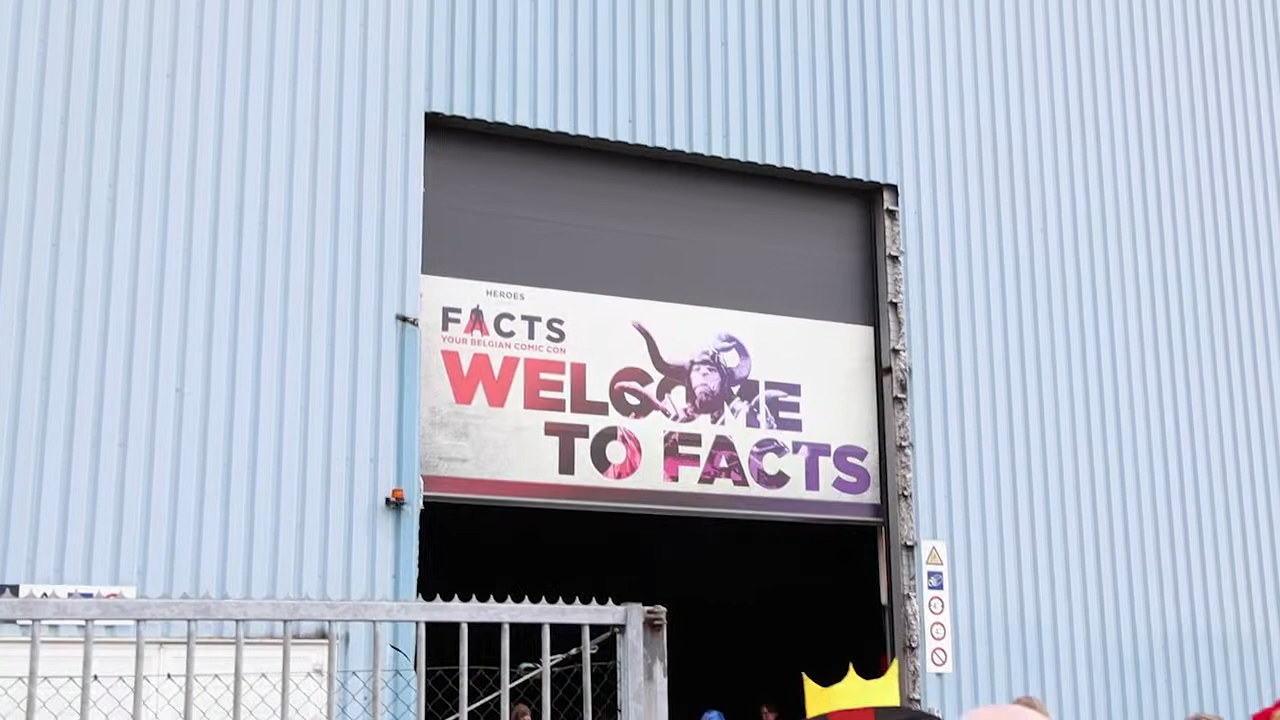 HEROES
FACTS
YOUR BELGIAN COMIC CON
WELCOME
TO FACTS